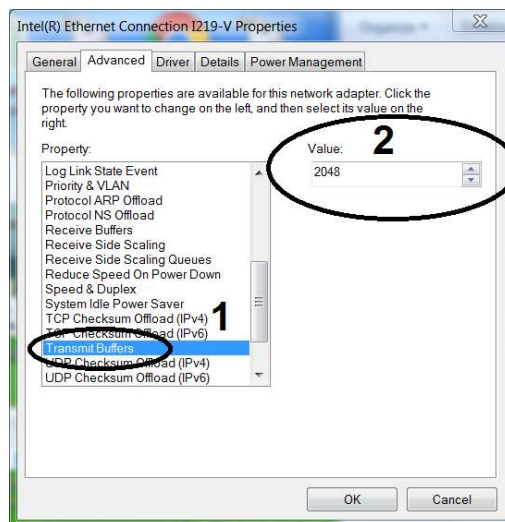 Intel(R) Ethernet Connection I219-V Properties
General Advanced Driver Details Power Management
The following properties are available for this network adapter. Click the
property you want to change on the left, and then select its value on the
right.
Property:
Value:
2
2048
Log Link State Event
Priority & VLAN
Protocol ARP Offload
Protocol NS Offload
Receive Buffers
Receive Side Scaling
Receive Side Scaling Queues
Reduce Speed On Power Down
Speed & Duplex
System Idle Power Saver
1
TCP Checksum Offload (IPv4)
TCP Checksum Offload (IPv6)
Transmit Buffers
UDP Checksum Offload (IPv4)
UDP Checksum Offload (IPv6)
OK
Cancel